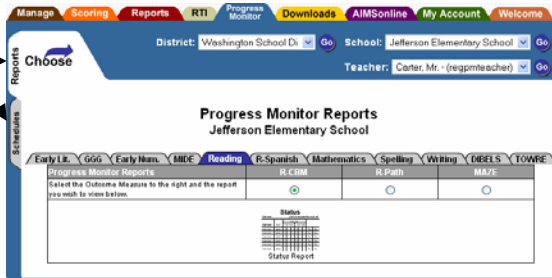 Manage Scoring Reports RTI Progress Monitor Downloads AIMSonline My Account Welcome
Reports
Choose
District: Washington School Di Go School: Jefferson Elementary School Go
Teacher: Carter, Mr. - (regpmteacher) Go
Schedules
Progress Monitor Reports
Jefferson Elementary School
Early Lit. GGG Early Num. MIDE Reading R-Spanish Mathematics Spelling Writing DIBELS TOWRE
Progress Monitor Reports R-CBM R-Path MAZE
Select the Outcome Measure to the right and the report
you wish to view below.
Status
Status Report